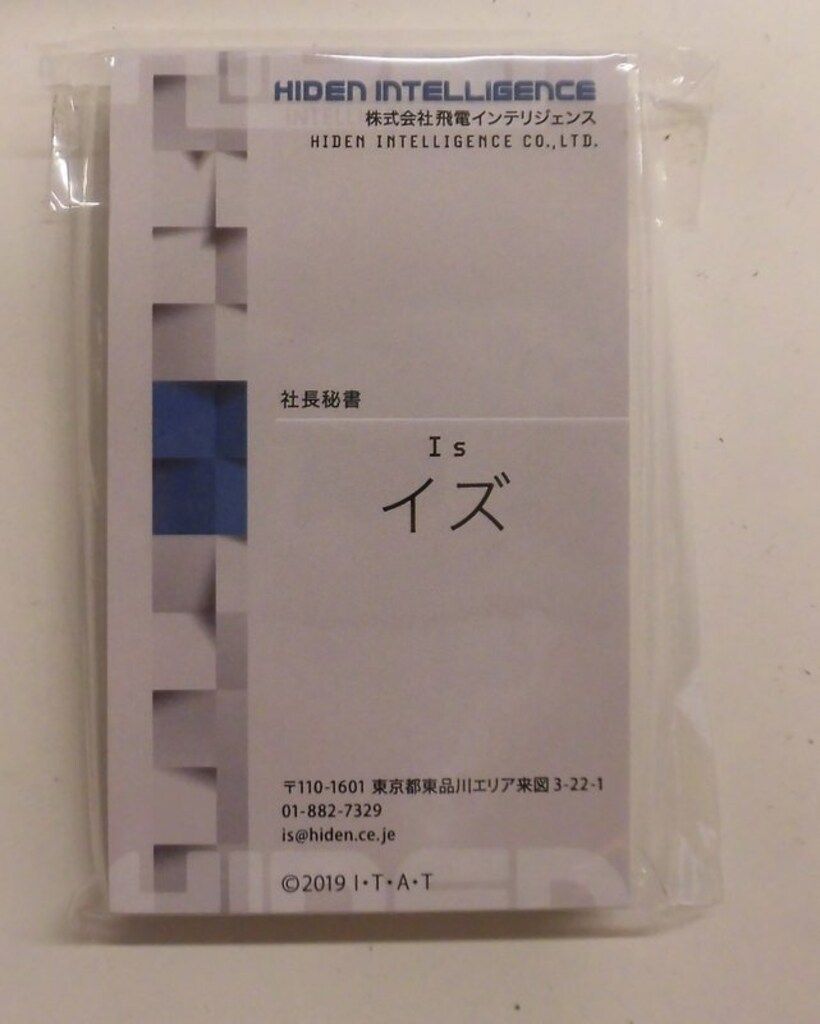 HIDEN INTELLIGENCE
株式会社飛電インテリジェンス
HIDEN INTELLIGENCE CO.,LTD.
社長秘書
Is
イズ
〒110-1601 東京都東品川エリア来図 3-22-1
01-882-7329
is@hiden.ce.je
HIDEN
©2019 I・T・A・T